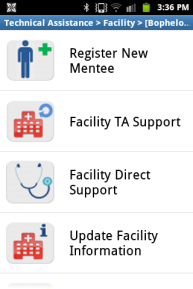 3:36 PM
Technical Assistance > Facility > [Bophelo..
Register New
Mentee
Facility TA Support
Facility Direct
Support
Update Facility
Information